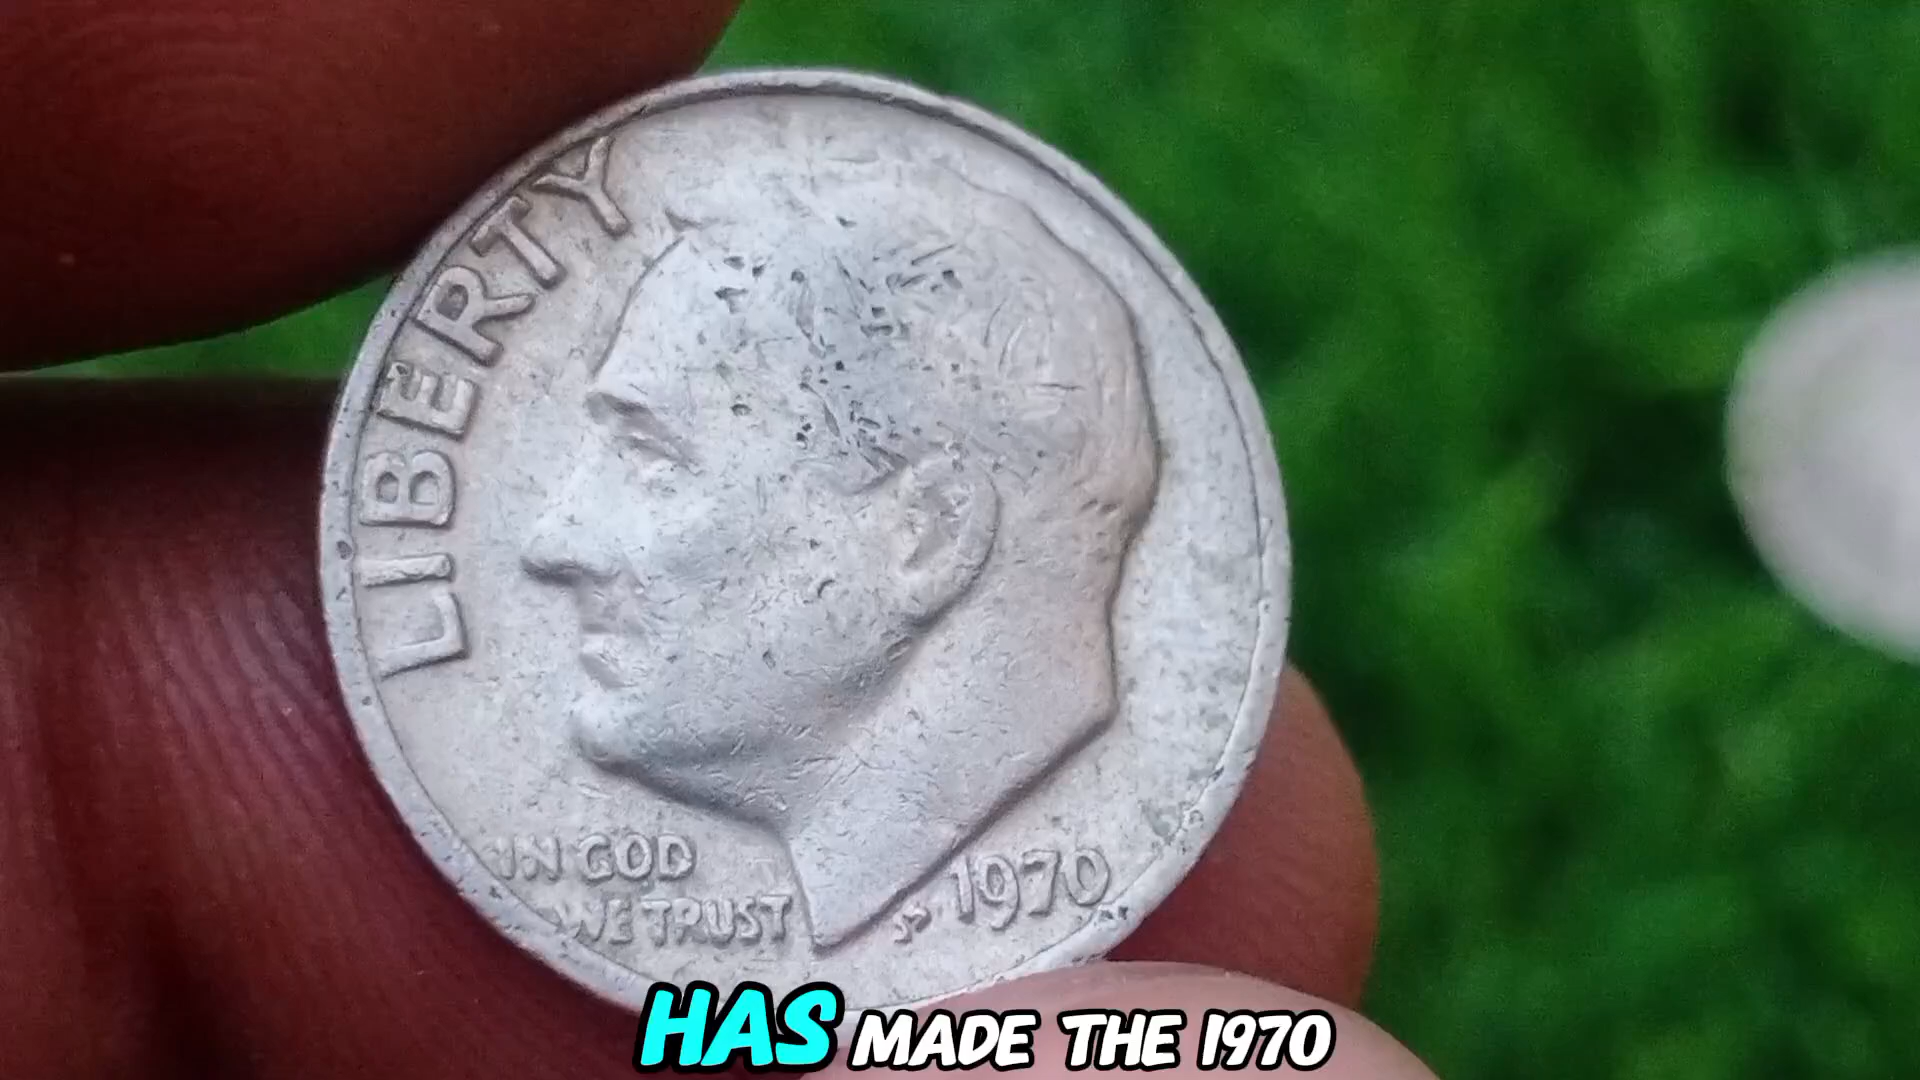 LIBERTY
IN GOD
WE TRUST
JS 1970
HAS MADE THE 1970